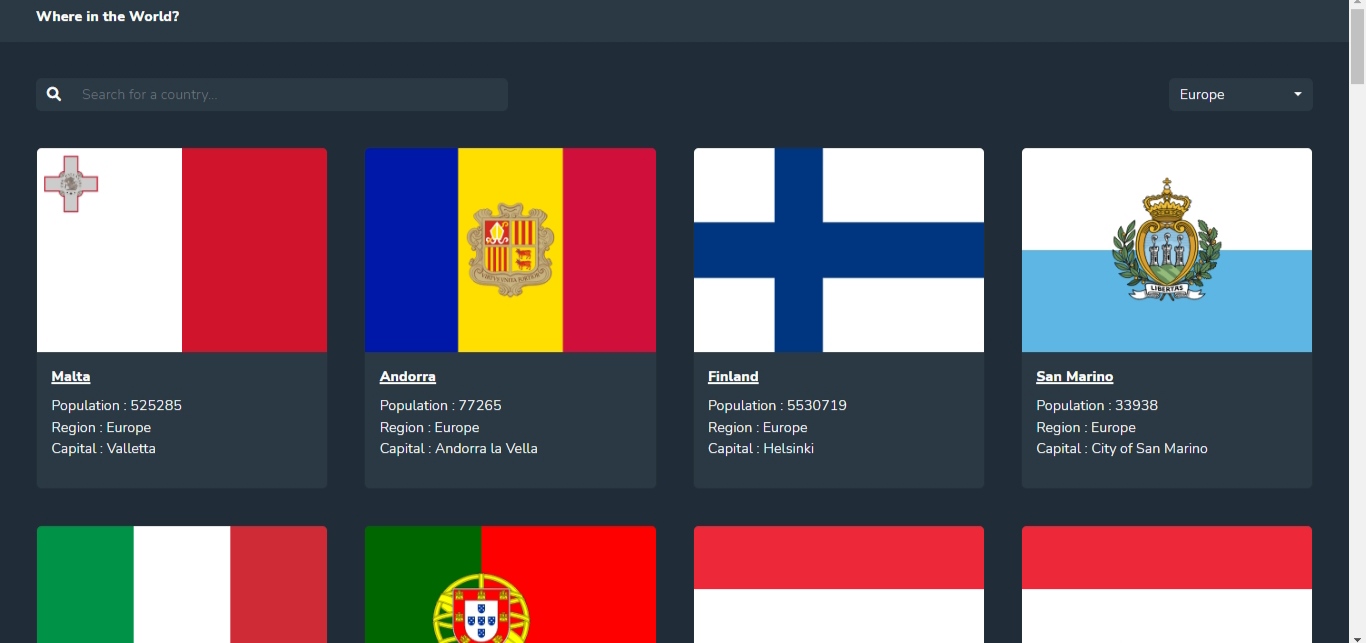 Where in the World?
Search for a country...
Europe
Malta
Population : 525285
Region : Europe
Capital : Valletta
Andorra
Population : 77265
Region : Europe
Capital : Andorra la Vella
Finland
Population : 5530719
Region : Europe
Capital : Helsinki
LIBERTAS
San Marino
Population : 33938
Region : Europe
Capital : City of San Marino